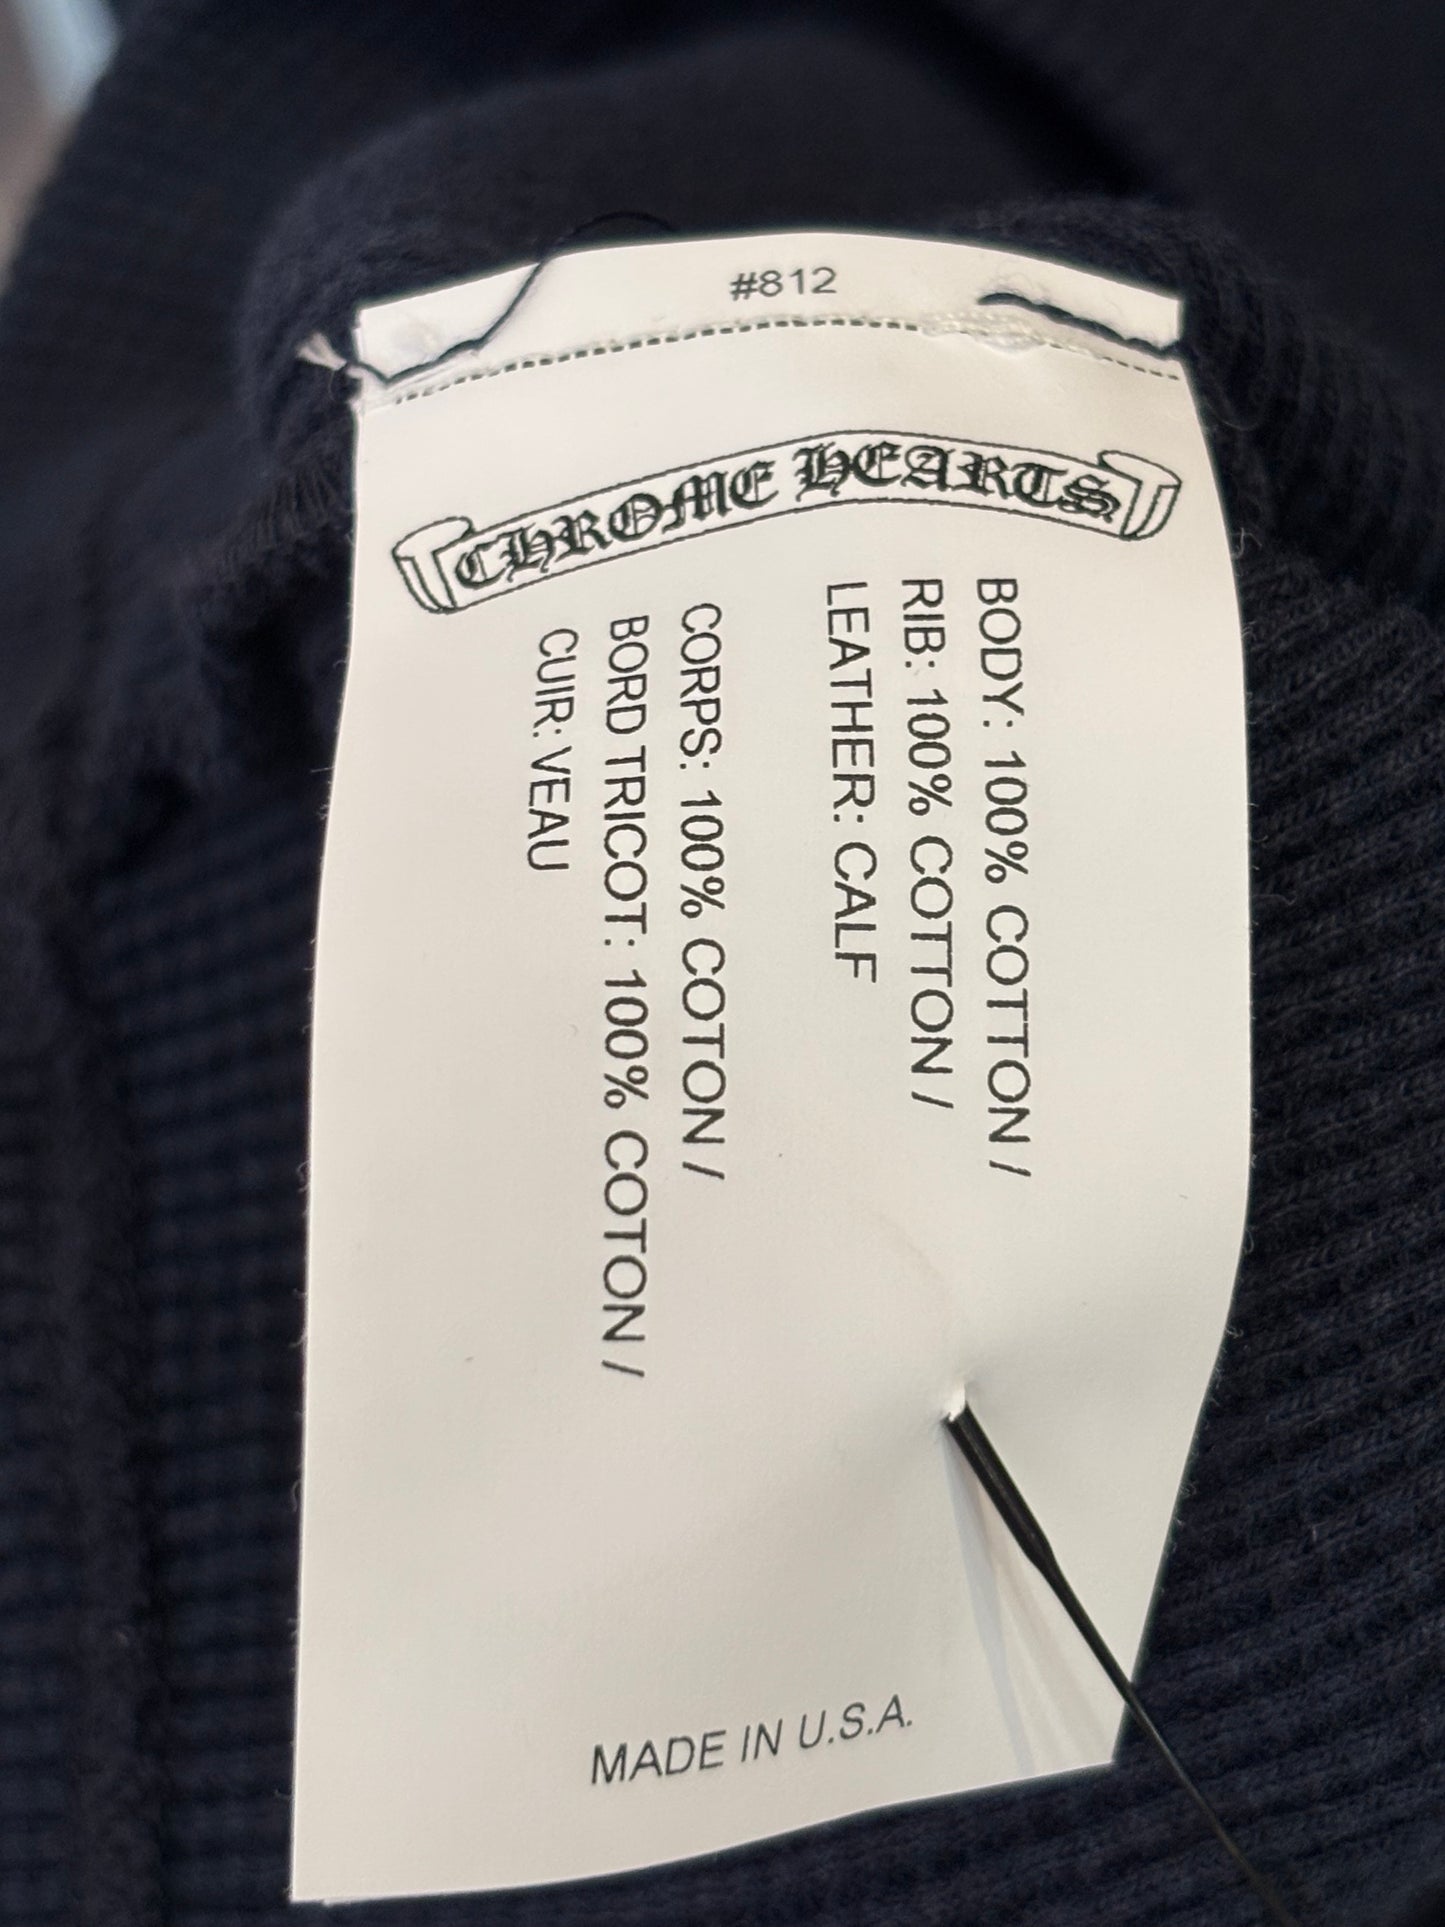 #812
CHROME HEARTS
BODY: 100% COTTON /
RIB: 100% COTTON /
LEATHER: CALF
CORPS: 100% COTON /
BORD TRICOT: 100% COTON /
CUIR: VEAU
MADE IN U.S.A.